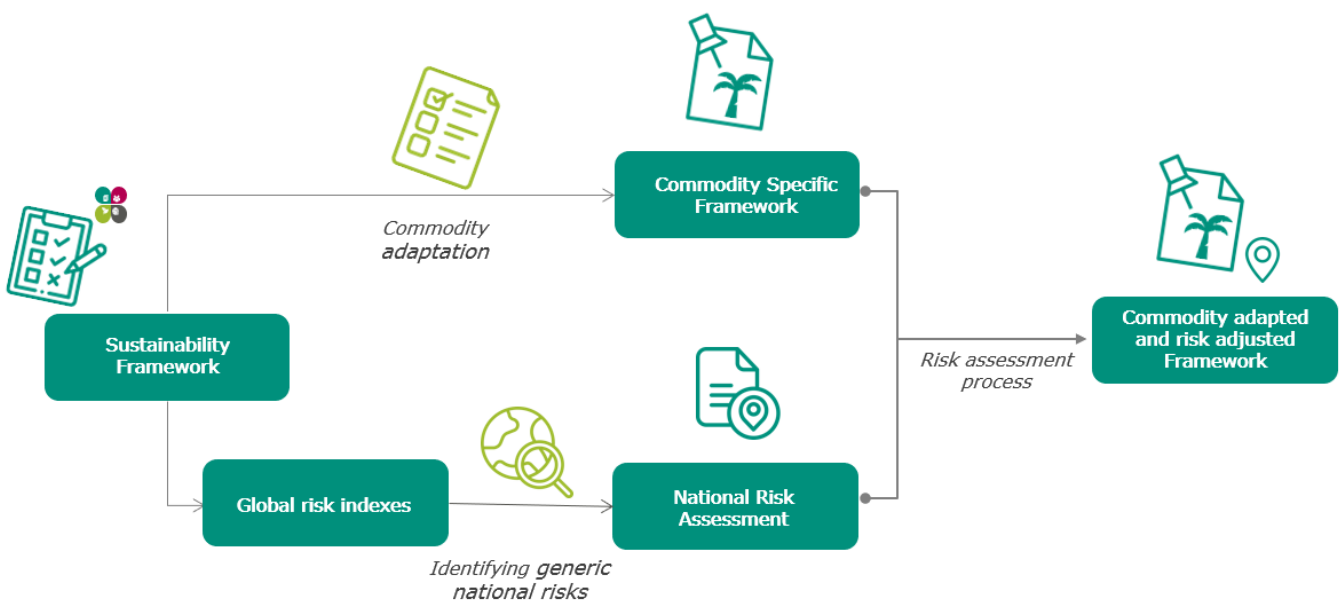 Commodity Specific
Framework
Commodity
adaptation
Sustainability
Framework
Commodity adapted
and risk adjusted
Framework
Risk assessment
process
Global risk indexes
National Risk
Assessment
Identifying generic
national risks